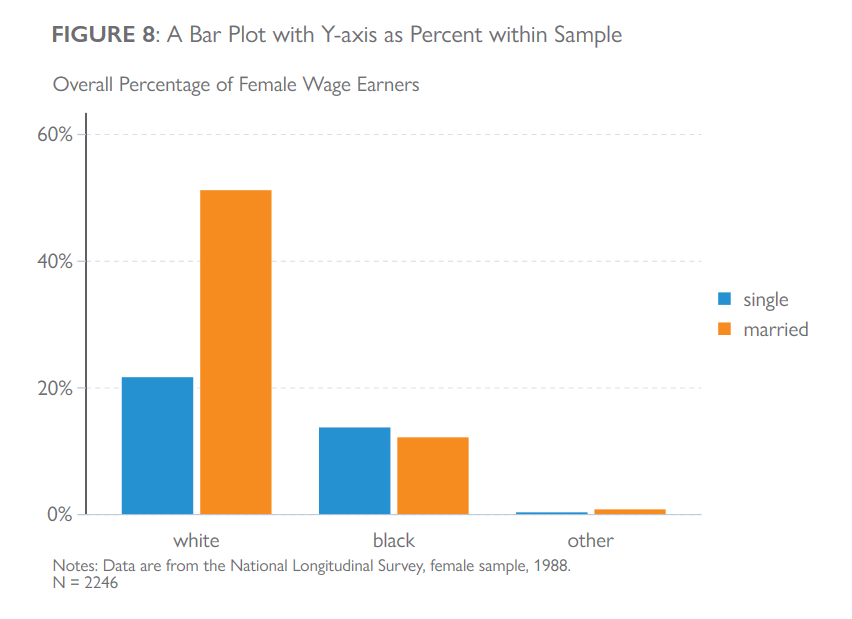 FIGURE 8: A Bar Plot with Y-axis as Percent within Sample
Overall Percentage of Female Wage Earners
60%
40%
20%
0%
single
married
white black other
Notes: Data are from the National Longitudinal Survey, female sample, 1988.
N = 2246